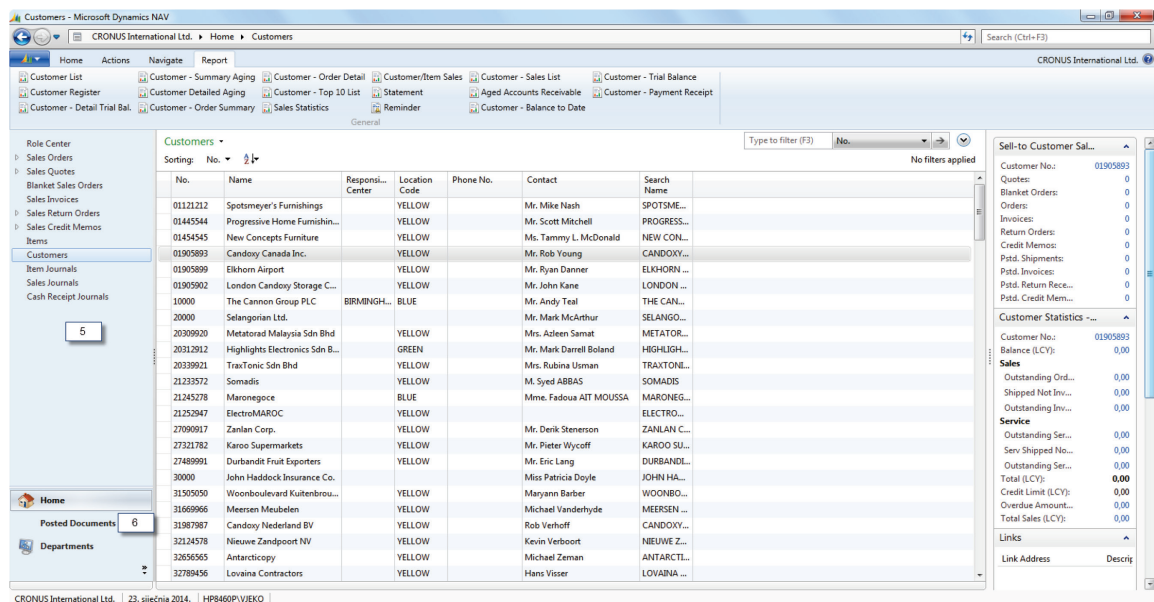 Customers - Microsoft Dynamics NAV
CRONUS International Ltd. Home Customers
Search (Ctrl+F3)
Home Actions Navigate Report
CRONUS International Ltd.
Customer List Customer - Summary Aging Customer - Order Detail Customer/Item Sales Customer - Sales List Customer - Trial Balance
Customer Register Customer Detailed Aging Customer - Top 10 List Statement Aged Accounts Receivable Customer - Payment Receipt
Customer - Detail Trial Bal. Customer - Order Summary Sales Statistics Reminder Customer - Balance to Date
General
Role Center
Sales Orders
Sales Quotes
Blanket Sales Orders
Sales Invoices
Sales Return Orders
Sales Credit Memos
Items
Customers
Item Journals
Sales Journals
Cash Receipt Journals
5
Home
Posted Documents 6
Departments
Customers
Type to filter (F3) No.
Sorting: No.
No filters applied
No. Name Responsi... Center Location Code Phone No. Contact Search Name
01121212 Spotsmeyer's Furnishings YELLOW Mr. Mike Nash SPOTSME...
01445544 Progressive Home Furnishin... YELLOW Mr. Scott Mitchell PROGRESS...
01454545 New Concepts Furniture YELLOW Ms. Tammy L. McDonald NEW CON...
01905893 Candoxy Canada Inc. YELLOW Mr. Rob Young CANDOXY...
01905899 Elkhorn Airport YELLOW Mr. Ryan Danner ELKHORN ...
01905902 London Candoxy Storage C... YELLOW Mr. John Kane LONDON ...
10000 The Cannon Group PLC BIRMINGH... BLUE Mr. Andy Teal THE CAN...
20000 Selangorian Ltd. Mr. Mark McArthur SELANGO...
20309920 Metatorad Malaysia Sdn Bhd YELLOW Mrs. Azleen Samat METATOR...
20312912 Highlights Electronics Sdn B... GREEN Mr. Mark Darrell Boland HIGHLIGH...
20339921 TraxTonic Sdn Bhd YELLOW Mrs. Rubina Usman TRAXTONI...
21233572 Somadis YELLOW M. Syed ABBAS SOMADIS
21245278 Maronegoce BLUE Mme. Fadoua AIT MOUSSA MARONEG...
21252947 ElectroMAROC YELLOW ELECTRO...
27090917 Zanlan Corp. YELLOW Mr. Derik Stenerson ZANLAN C...
27321782 Karoo Supermarkets YELLOW Mr. Pieter Wycoff KAROO SU...
27489991 Durbandit Fruit Exporters YELLOW Mr. Eric Lang DURBANDI...
30000 John Haddock Insurance Co. Miss Patricia Doyle JOHN HA...
31505050 Woonboulevard Kuitenbrou... YELLOW Maryann Barber WOONBO...
31669966 Meersen Meubelen YELLOW Michael Vanderhyde MEERSEN ...
31987987 Candoxy Nederland BV YELLOW Rob Verhoff CANDOXY...
32124578 Nieuwe Zandpoort NV YELLOW Kevin Verboort NIEUWE Z...
32656565 Antarcticopy YELLOW Michael Zeman ANTARCTI...
32789456 Lovaina Contractors YELLOW Hans Visser LOVAINA ...
Sell-to Customer Sal...
Customer No.: 01905893
Quotes: 0
Blanket Orders: 0
Orders: 0
Invoices: 0
Return Orders: 0
Credit Memos: 0
Pstd. Shipments: 0
Pstd. Invoices: 0
Pstd. Return Rece... 0
Pstd. Credit Mem... 0
Customer Statistics -...
Customer No.: 01905893
Balance (LCY): 0,00
Sales
Outstanding Ord... 0,00
Shipped Not Inv... 0,00
Outstanding Inv... 0,00
Service
Outstanding Ser... 0,00
Serv Shipped No... 0,00
Outstanding Ser... 0,00
Total (LCY): 0,00
Credit Limit (LCY): 0,00
Overdue Amount... 0,00
Total Sales (LCY): 0,00
Links
Link Address Descrip
CRONUS International Ltd. 23. siječnja 2014. HP8460P\VJEKO